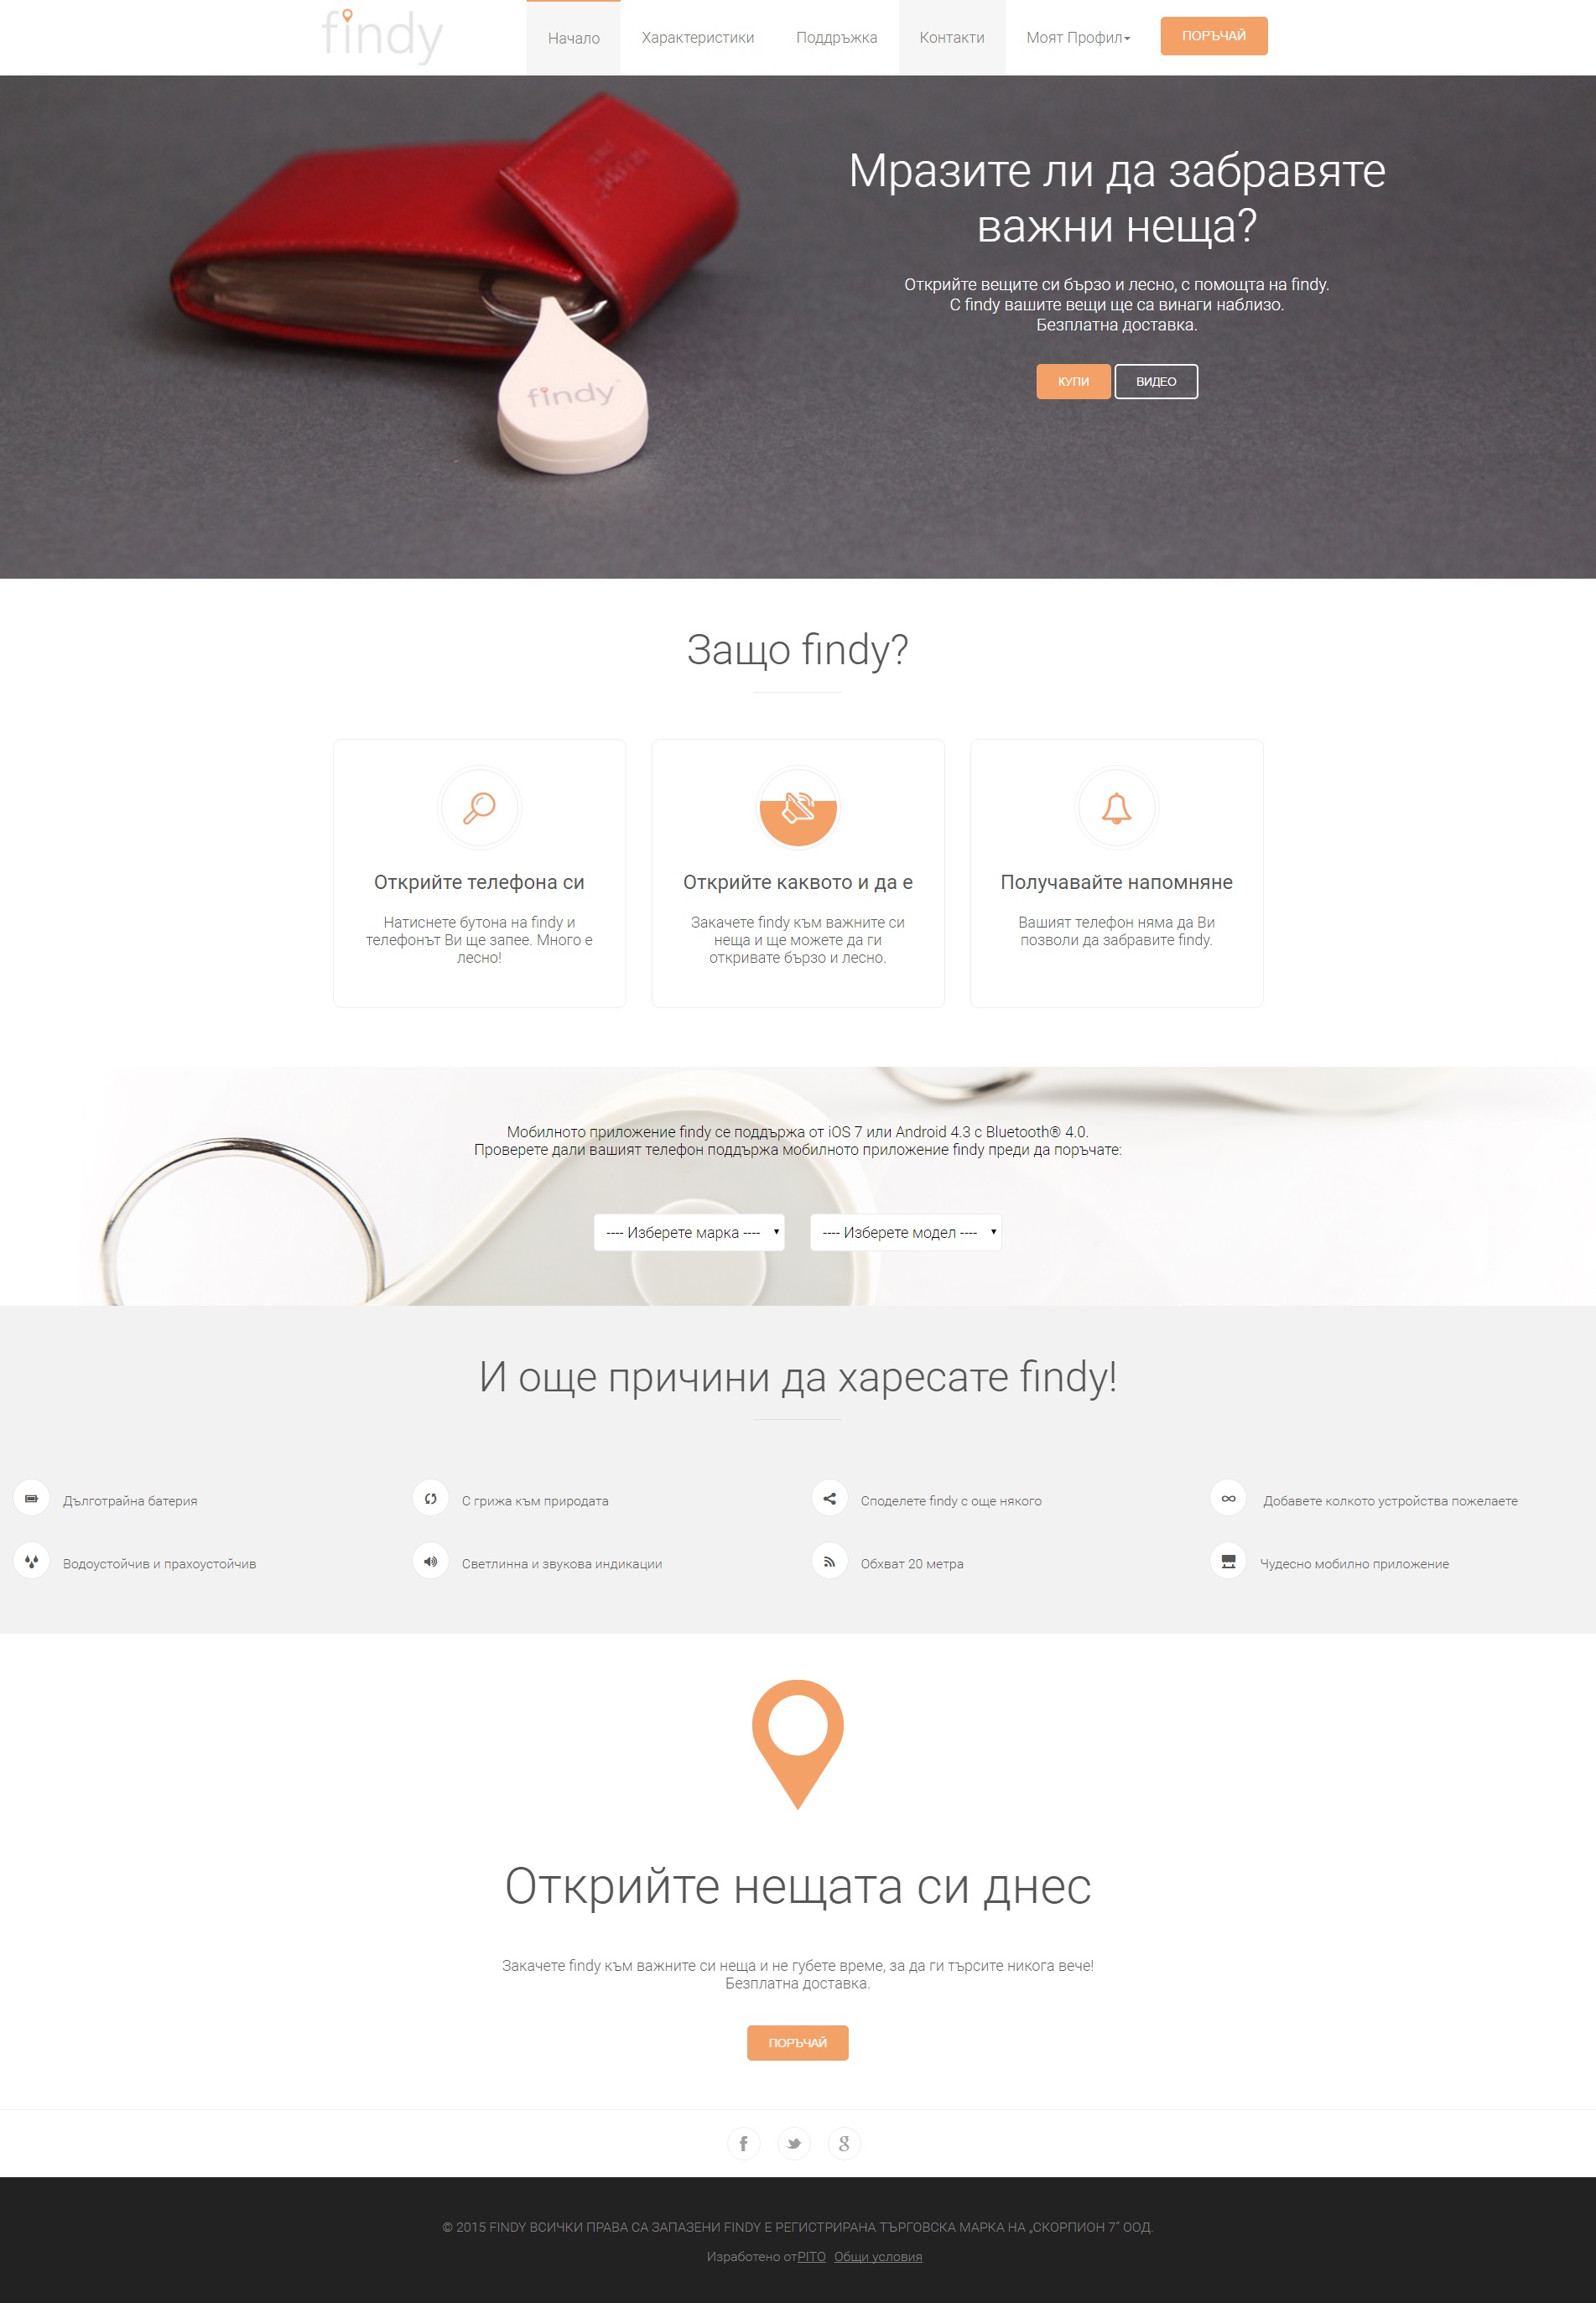 findy
Начало
Характеристики
Поддръжка
Контакти
Моят Профил
ПОРЪЧАЙ
Мразите ли да забравяте
важни неща?
Открийте вещите си бързо и лесно, с помощта на findy.
С findy вашите вещи ще са винаги наблизо.
Безплатна доставка.
КУПИ
ВИДЕО
findy
Защо findy?
Открийте телефона си
Натиснете бутона на findy и
телефонът Ви ще запее. Много е
лесно!
Открийте каквото и да е
Закачете findy към важните си
неща и ще можете да ги
откривате бързо и лесно.
Получавайте напомняне
Вашият телефон няма да Ви
позволи да забравите findy.
Мобилното приложение findy се поддържа от iOS 7 или Android 4.3 с Bluetooth® 4.0.
Проверете дали вашият телефон поддържа мобилното приложение findy преди да поръчате:
---- Изберете марка ----
---- Изберете модел ----
И още причини да харесате findy!
Дълготрайна батерия
С грижа към природата
Споделете findy с още някого
Добавете колкото устройства пожелаете
Водоустойчив и прахоустойчив
Светлинна и звукова индикации
Обхват 20 метра
Чудесно мобилно приложение
Открийте нещата си днес
Закачете findy към важните си неща и не губете време, за да ги търсите никога вече!
Безплатна доставка.
ПОРЪЧАЙ
© 2015 FINDY ВСИЧКИ ПРАВА СА ЗАПАЗЕНИ FINDY Е РЕГИСТРИРАНА ТЪРГОВСКА МАРКА НА „СКОРПИОН 7“ ООД.
Изработено отPITO Общи условия